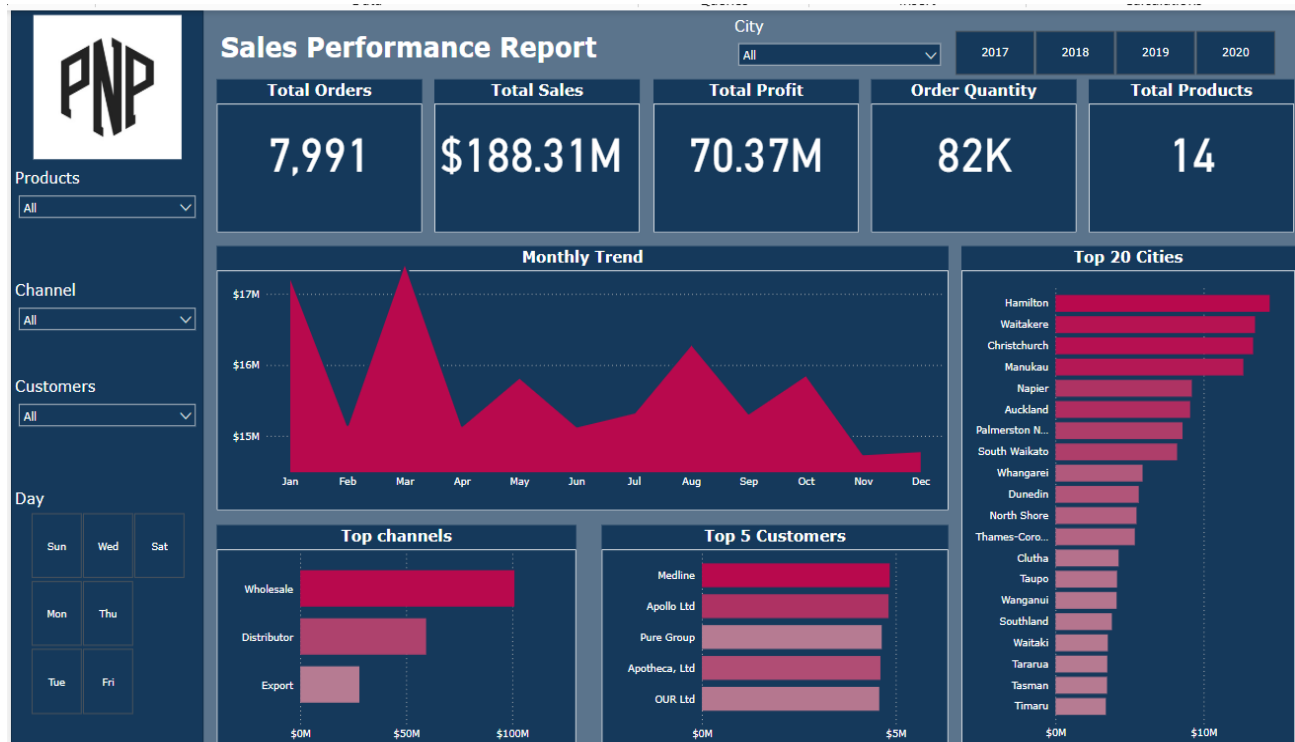 Data Queries Insert Calculations
PNP
Sales Performance Report
City
All
2017 2018 2019 2020
Total Orders
7,991
Total Sales
$188.31M
Total Profit
70.37M
Order Quantity
82K
Total Products
14
Products
All
Channel
All
Customers
All
Day
Sun Wed Sat
Mon Thu
Tue Fri
Monthly Trend
$17M
$16M
$15M
Jan Feb Mar Apr May Jun Jul Aug Sep Oct Nov Dec
Top channels
Wholesale
Distributor
Export
$0M $50M $100M
Top 5 Customers
Medline
Apollo Ltd
Pure Group
Apotheca, Ltd
OUR Ltd
$0M $5M
Top 20 Cities
Hamilton
Waitakere
Christchurch
Manukau
Napier
Auckland
Palmerston N...
South Waikato
Whangarei
Dunedin
North Shore
Thames-Coro...
Clutha
Taupo
Wanganui
Southland
Waitaki
Tararua
Tasman
Timaru
$0M $10M